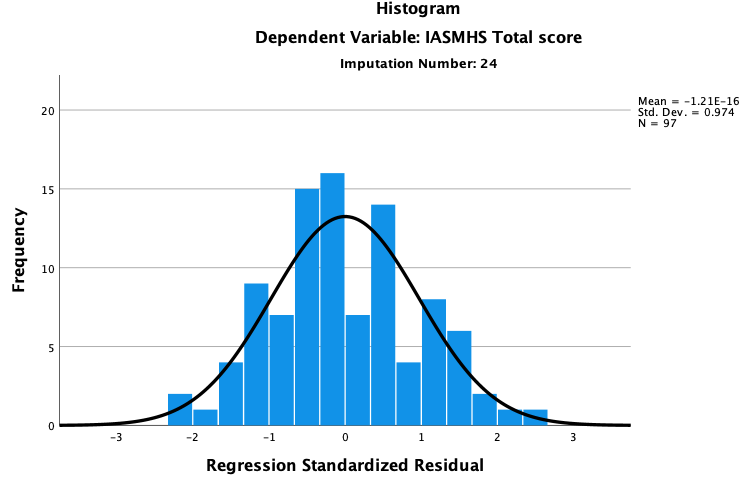 Histogram
Dependent Variable: IASMHS Total score
Imputation Number: 24
Mean = -1.21E-16
Std. Dev. = 0.974
N = 97
Frequency
20
15
10
5
0
-3 -2 -1 0 1 2 3
Regression Standardized Residual